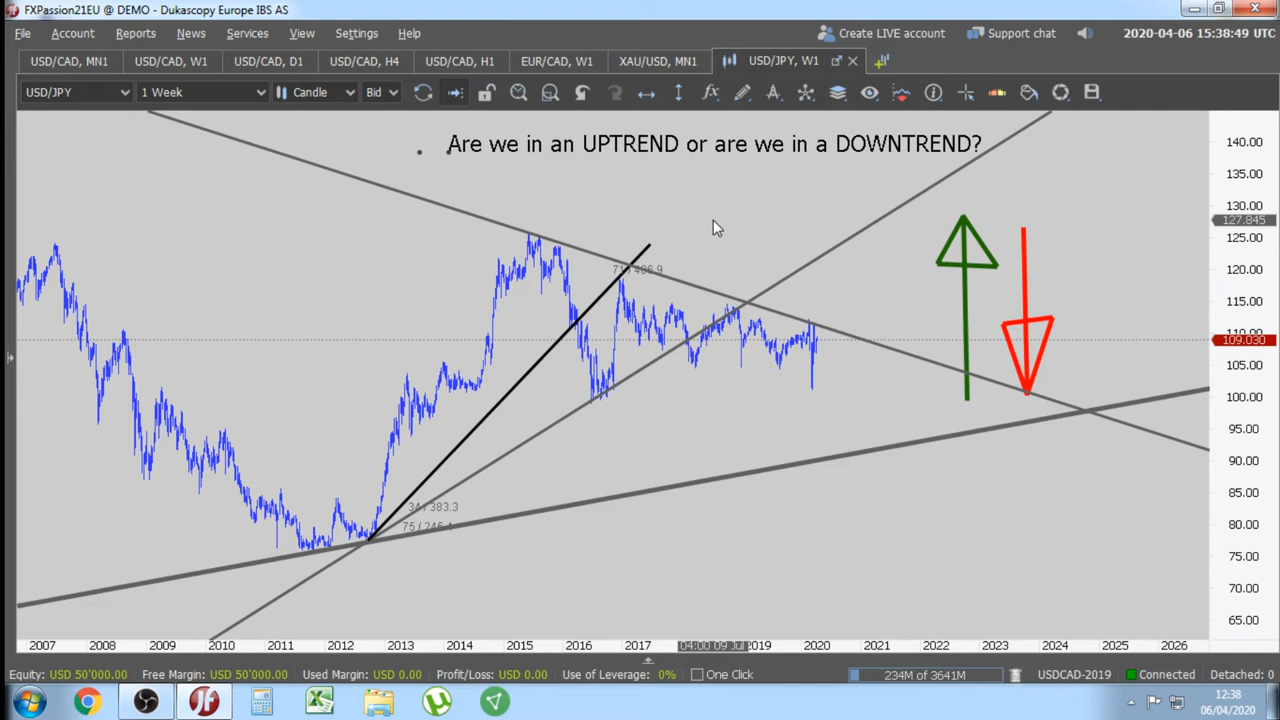 FXPassion21EU @ DEMO - Dukascopy Europe IBS AS
File Account Reports News Services View Settings Help Create LIVE account Support chat 2020-04-06 15:38:49 UTC
USD/CAD, MN1 USD/CAD, W1 USD/CAD, D1 USD/CAD, H4 USD/CAD, H1 EUR/CAD, W1 XAU/USD, MN1 USD/JPY, W1
USD/JPY 1 Week Candle Bid
• •Are we in an UPTREND or are we in a DOWNTREND?
140.00
135.00
130.00
127.845
125.00
120.00
115.00
110.00
109.030
105.00
100.00
95.00
90.00
85.00
80.00
75.00
70.00
65.00
34 / 383.3
2007 2008 2009 2010 2011 2012 2013 2014 2015 2016 2017 04:00 09 Jul 2019 2020 2021 2022 2023 2024 2025 2026
Equity: USD 50'000.00 Free Margin: USD 50'000.00 Used Margin: USD 0.00 Profit/Loss: USD 0.00 Use of Leverage: 0% One Click 234M of 3641M USDCAD-2019 Connected Detached: 0
12:38
06/04/2020